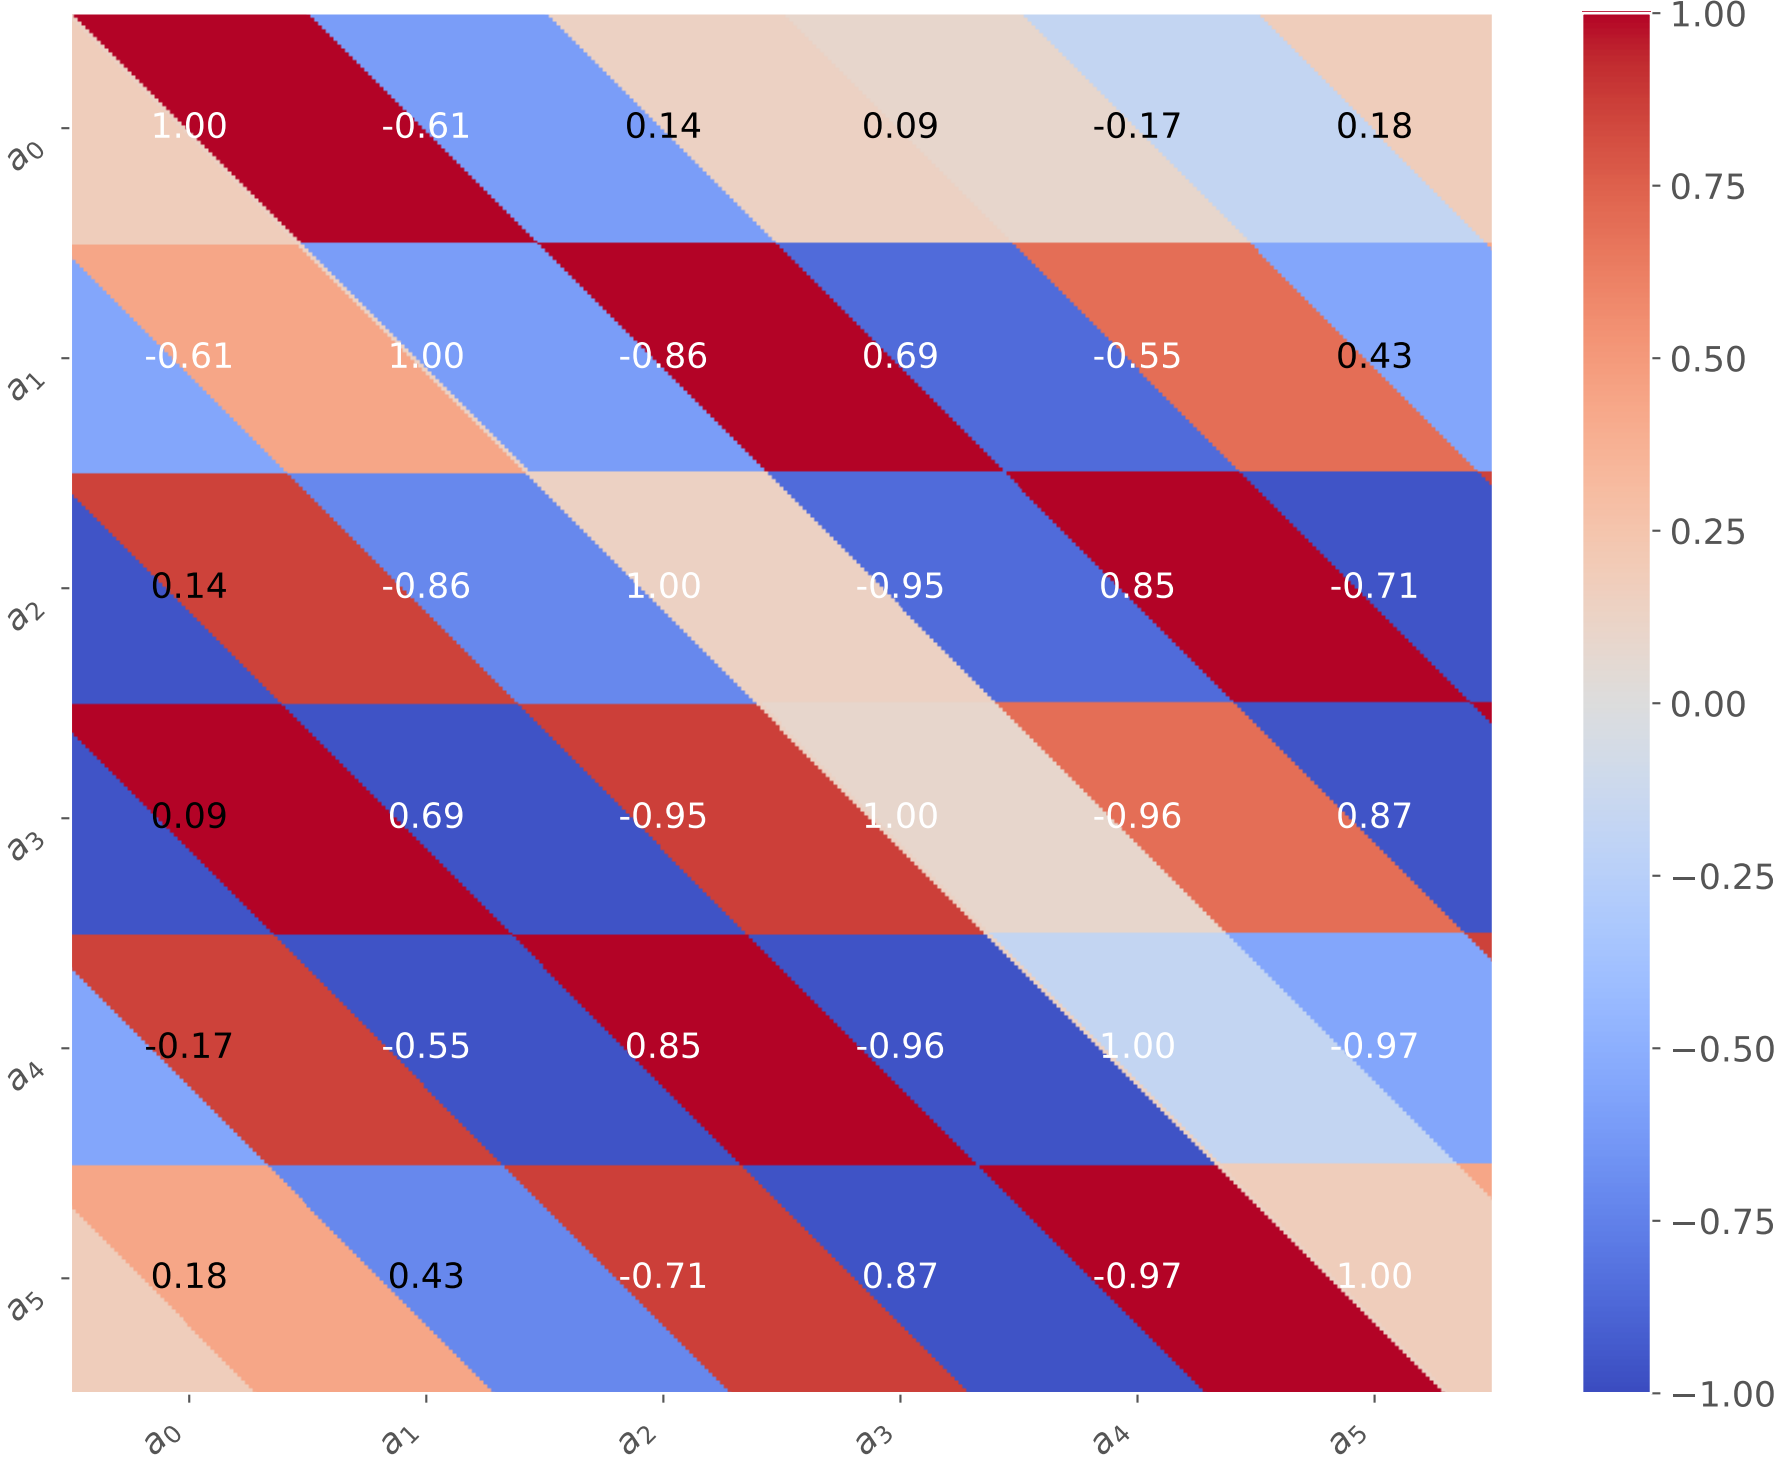 1.00
a0 1.00 -0.61 0.14 0.09 -0.17 0.18
0.75
a1 -0.61 1.00 -0.86 0.69 -0.55 0.43
0.50
0.25
a2 0.14 -0.86 1.00 -0.95 0.85 -0.71
0.00
a3 0.09 0.69 -0.95 1.00 -0.96 0.87
−0.25
a4 -0.17 -0.55 0.85 -0.96 1.00 -0.97
−0.50
−0.75
a5 0.18 0.43 -0.71 0.87 -0.97 1.00
−1.00
a0 a1 a2 a3 a4 a5